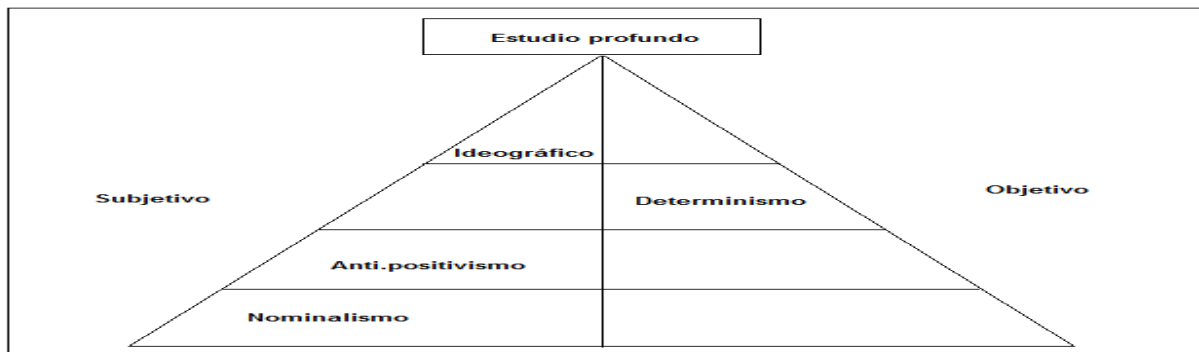 Estudio profundo
Ideográfico
Subjetivo
Determinismo
Objetivo
Anti.positivismo
Nominalismo